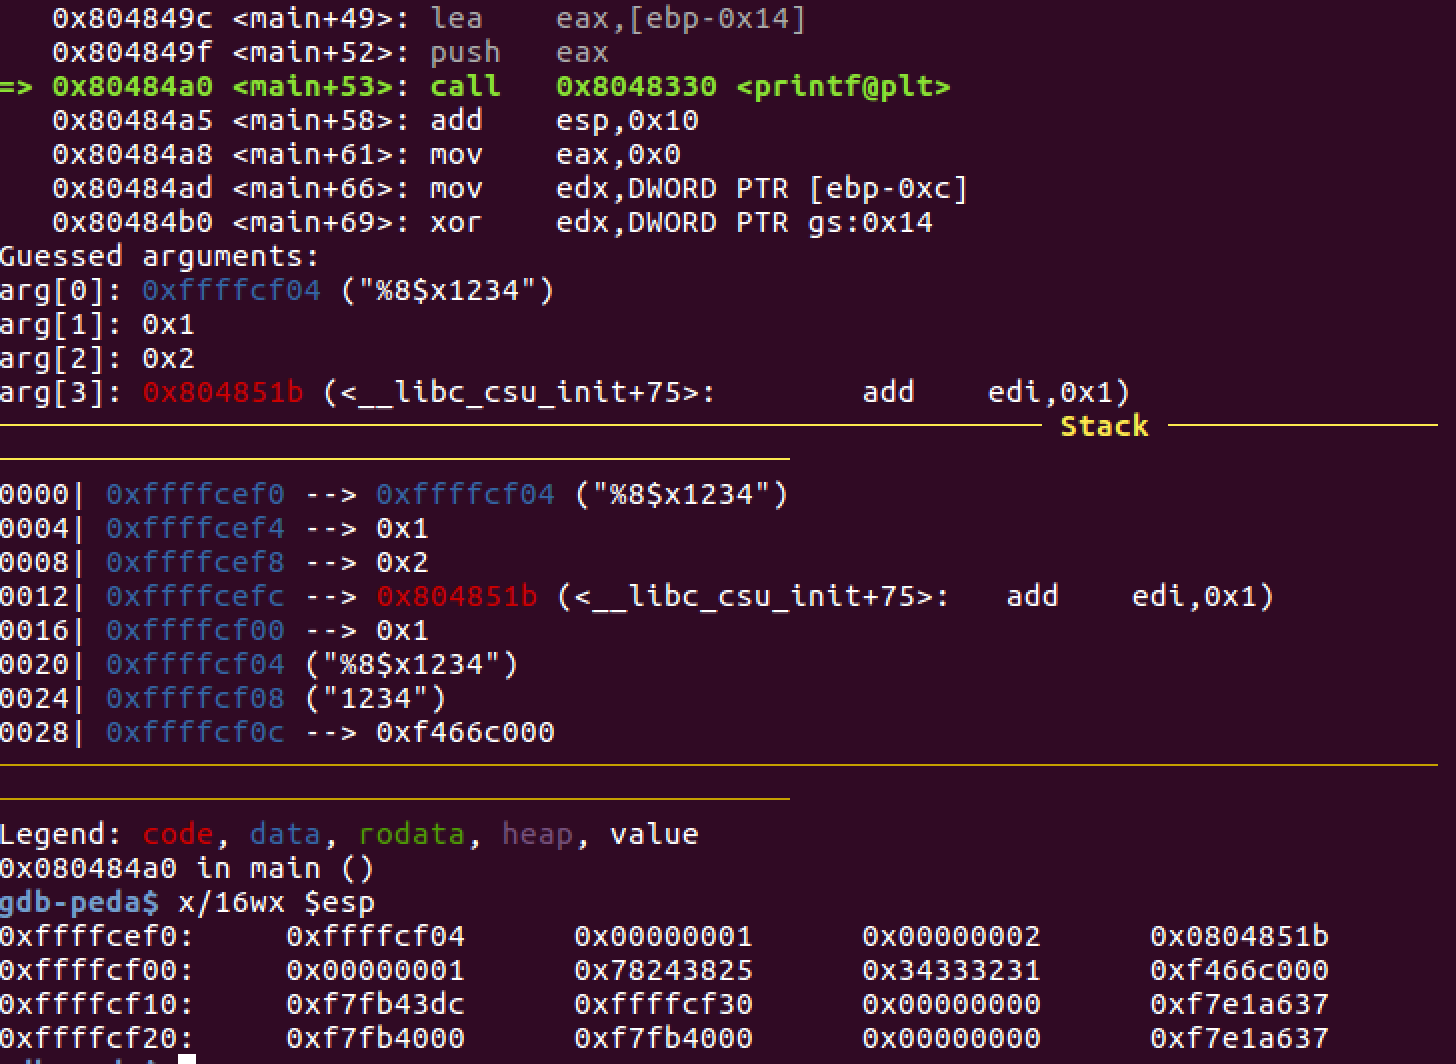 0x804849c <main+49>: lea    eax,[ebp-0x14]
0x804849f <main+52>: push   eax
=> 0x80484a0 <main+53>: call   0x8048330 <printf@plt>
0x80484a5 <main+58>: add    esp,0x10
0x80484a8 <main+61>: mov    eax,0x0
0x80484ad <main+66>: mov    edx,DWORD PTR [ebp-0xc]
0x80484b0 <main+69>: xor    edx,DWORD PTR gs:0x14
Guessed arguments:
arg[0]: 0xffffcf04 ("%8$x1234")
arg[1]: 0x1
arg[2]: 0x2
arg[3]: 0x804851b (<__libc_csu_init+75>:        add    edi,0x1)
Stack
0000| 0xffffcef0 --> 0xffffcf04 ("%8$x1234")
0004| 0xffffcef4 --> 0x1
0008| 0xffffcef8 --> 0x2
0012| 0xffffcefc --> 0x804851b (<__libc_csu_init+75>:   add    edi,0x1)
0016| 0xffffcf00 --> 0x1
0020| 0xffffcf04 ("%8$x1234")
0024| 0xffffcf08 ("1234")
0028| 0xffffcf0c --> 0xf466c000
Legend: code, data, rodata, heap, value
0x080484a0 in main ()
gdb-peda$ x/16wx $esp
0xffffcef0:     0xffffcf04      0x00000001      0x00000002      0x0804851b
0xffffcf00:     0x00000001      0x78243825      0x34333231      0xf466c000
0xffffcf10:     0xf7fb43dc      0xffffcf30      0x00000000      0xf7e1a637
0xffffcf20:     0xf7fb4000      0xf7fb4000      0x00000000      0xf7e1a637